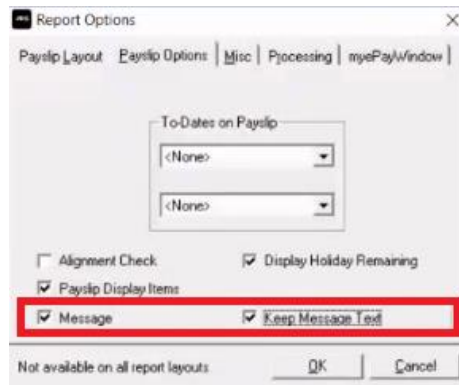 Report Options
Payslip Layout Payslip Options Misc Processing myePayWindow
To-Dates on Payslip
<None>
<None>
Alignment Check Display Holiday Remaining
Payslip Display Items
Message Keep Message Text
Not available on all report layouts OK Cancel